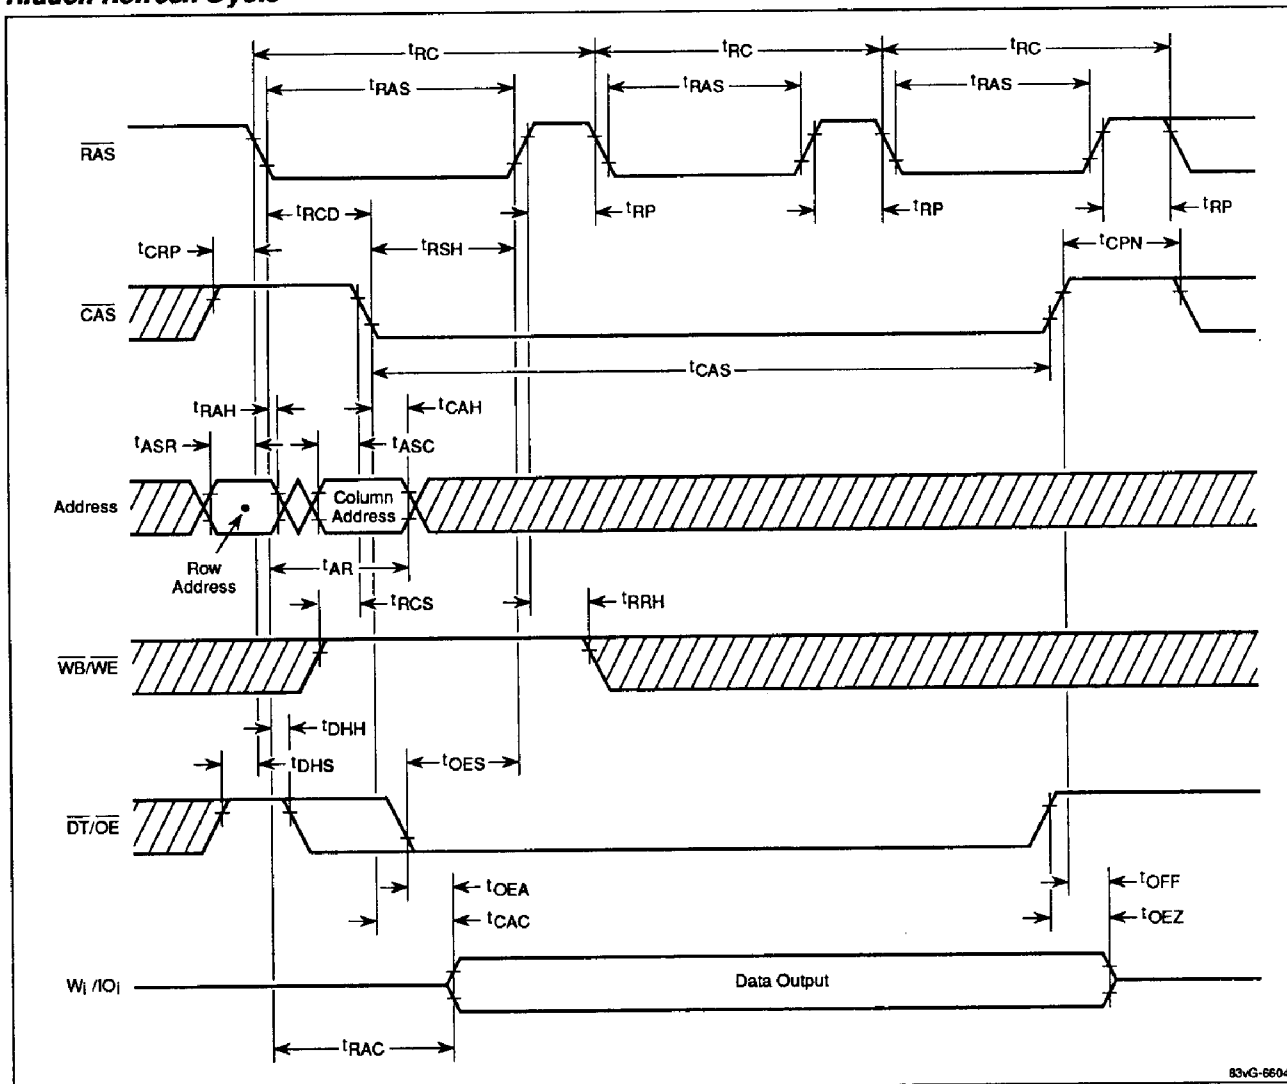 Hidden Refresh Cycle
tRC tRC tRC
tRAS tRAS tRAS
RAS
tRCD tRP tRP tRP
tCRP tRSH tCPN
CAS
tCAS
tRAH tCAH
tASR tASC
Address
Column
Address
Row
Address
tAR
tRCS tRRH
WB/WE
tDHH
tDHS tOES
DT/OE
tOEA tOFF
tCAC tOEZ
Wi /IOi
Data Output
tRAC
83vG-6604